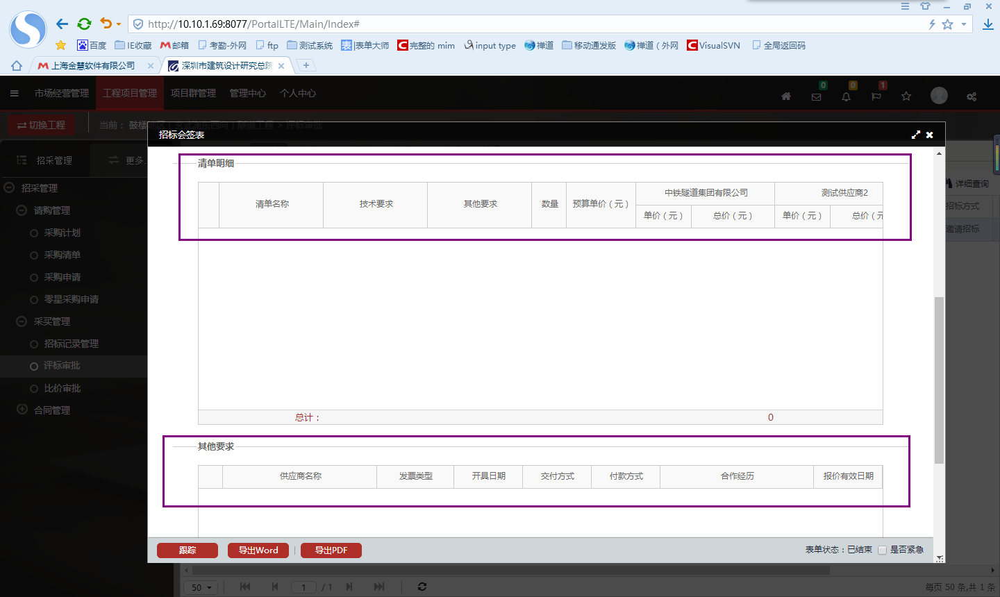 http://10.10.1.69:8077/PortalLTE/Main/Index#
百度 IE收藏 邮箱 考勤-外网 ftp 测试系统 表 表单大师 完整的 mim input type 禅道 移动通发版 禅道（外网 VisualSVN 全局返回码
上海金慧软件有限公司 深圳市建筑设计研究总院
市场经营管理 工程项目管理 项目群管理 管理中心 个人中心 0 0 1
切换工程 当前： 鼓楼 评标审批
招标会签表
招采管理 更多
清单明细
详细查询
招采管理
清单名称 技术要求 其他要求 数量 预算单价（元） 中铁隧道集团有限公司 测试供应商2
单价（元） 总价（元） 单价（元） 总价（元
招标方式
邀请招标
请购管理
采购计划
采购清单
采购申请
零星采购申请
采买管理
招标记录管理
评标审批
比价审批
合同管理
总计： 0
其他要求
供应商名称 发票类型 开具日期 交付方式 付款方式 合作经历 报价有效日期
跟踪 导出Word | 导出PDF 表单状态：已结束 是否紧急
50 1 / 1 每页 50 条,共 1 条